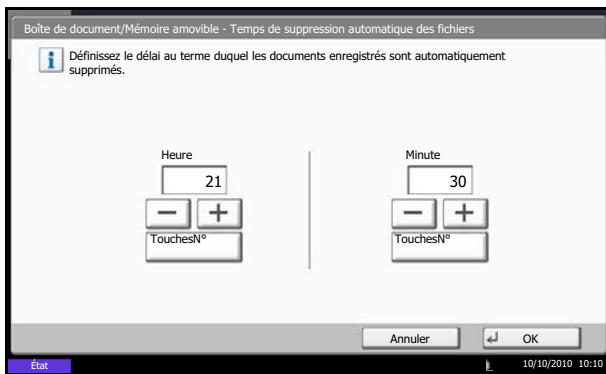 Boîte de document/Mémoire amovible - Temps de suppression automatique des fichiers
Définissez le délai au terme duquel les documents enregistrés sont automatiquement
supprimés.
Heure
Minute
21
30
TouchesN°
TouchesN°
Annuler
OK
État
10/10/2010 10:10